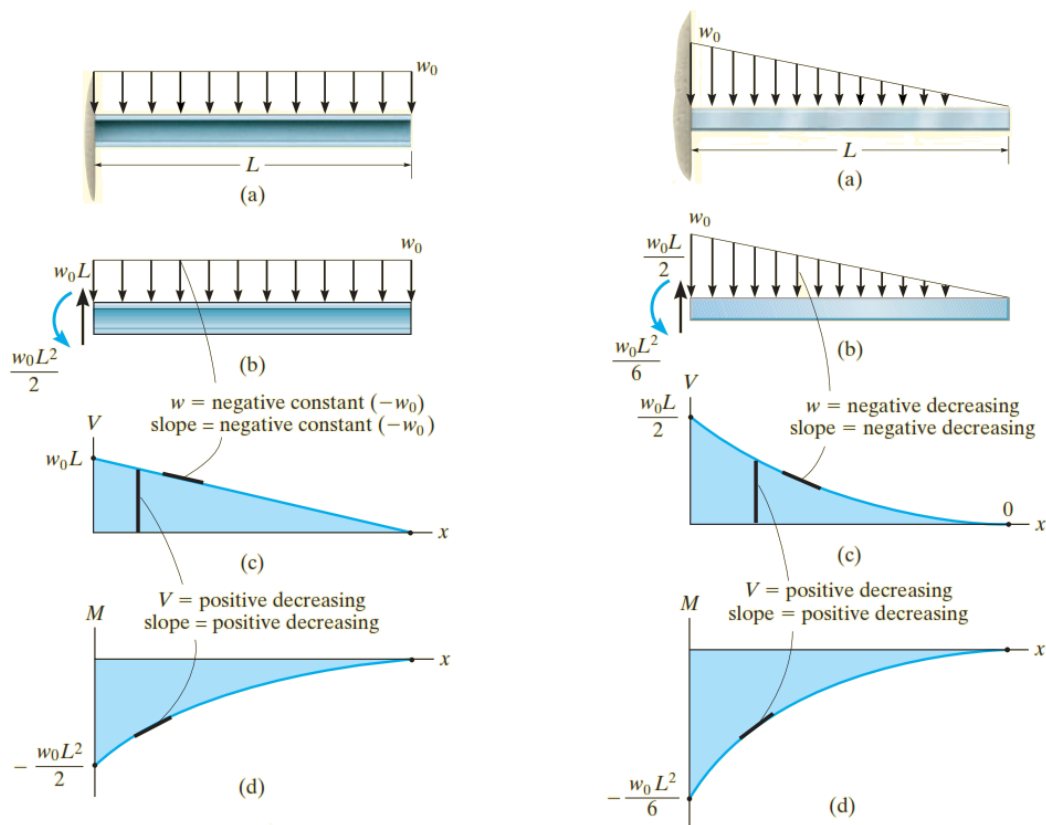 w₀
L
(a)
w₀
w₀L
w₀L²
2
(b)
w = negative constant (−w₀)
slope = negative constant (−w₀)
V
w₀L
x
(c)
V = positive decreasing
slope = positive decreasing
M
x
− w₀L²
2
(d)
w₀
L
(a)
w₀
w₀L
2
w₀L²
6
(b)
V
w₀L
2
w = negative decreasing
slope = negative decreasing
0
x
(c)
V = positive decreasing
slope = positive decreasing
M
x
− w₀ L²
6
(d)